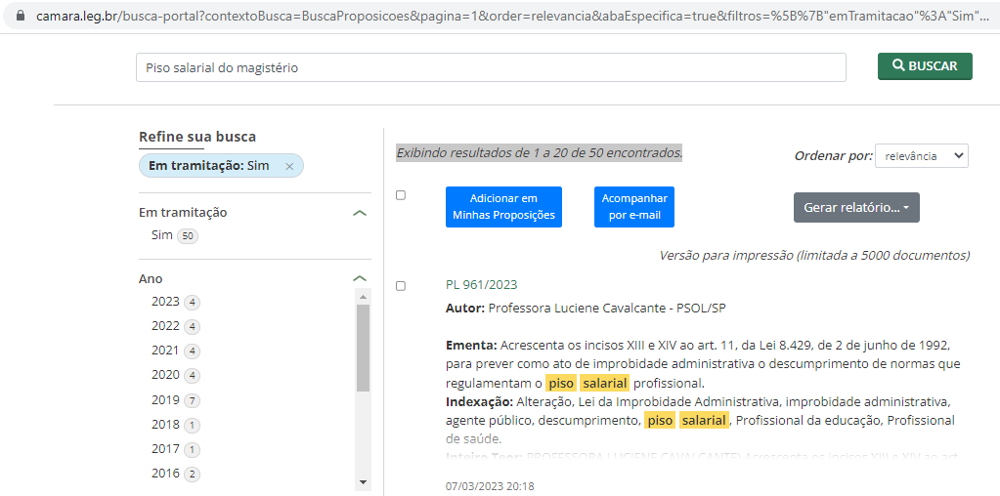 camara.leg.br/busca-portal?contextoBusca=BuscaProposicoes&pagina=1&order=relevancia&abaEspecifica=true&filtros=%5B%7B"emTramitacao"%3A"Sim"...
Piso salarial do magistério
BUSCAR
Refine sua busca
Em tramitação: Sim ×
Em tramitação
Sim 50
Ano
2023 4
2022 4
2021 4
2020 4
2019 7
2018 1
2017 1
2016 2
Exibindo resultados de 1 a 20 de 50 encontrados.
Ordenar por: relevância
Adicionar em
Minhas Proposições
Acompanhar
por e-mail
Gerar relatório...
Versão para impressão (limitada a 5000 documentos)
PL 961/2023
Autor: Professora Luciene Cavalcante - PSOL/SP
Ementa: Acrescenta os incisos XIII e XIV ao art. 11, da Lei 8.429, de 2 de junho de 1992,
para prever como ato de improbidade administrativa o descumprimento de normas que
regulamentam o piso salarial profissional.
Indexação: Alteração, Lei da Improbidade Administrativa, improbidade administrativa,
agente público, descumprimento, piso salarial, Profissional da educação, Profissional
de saúde.
Inteiro Teor: PROFESSORA LUCIENE CAVALCANTE) Acrescenta os incisos XIII e XIV ao art.
07/03/2023 20:18